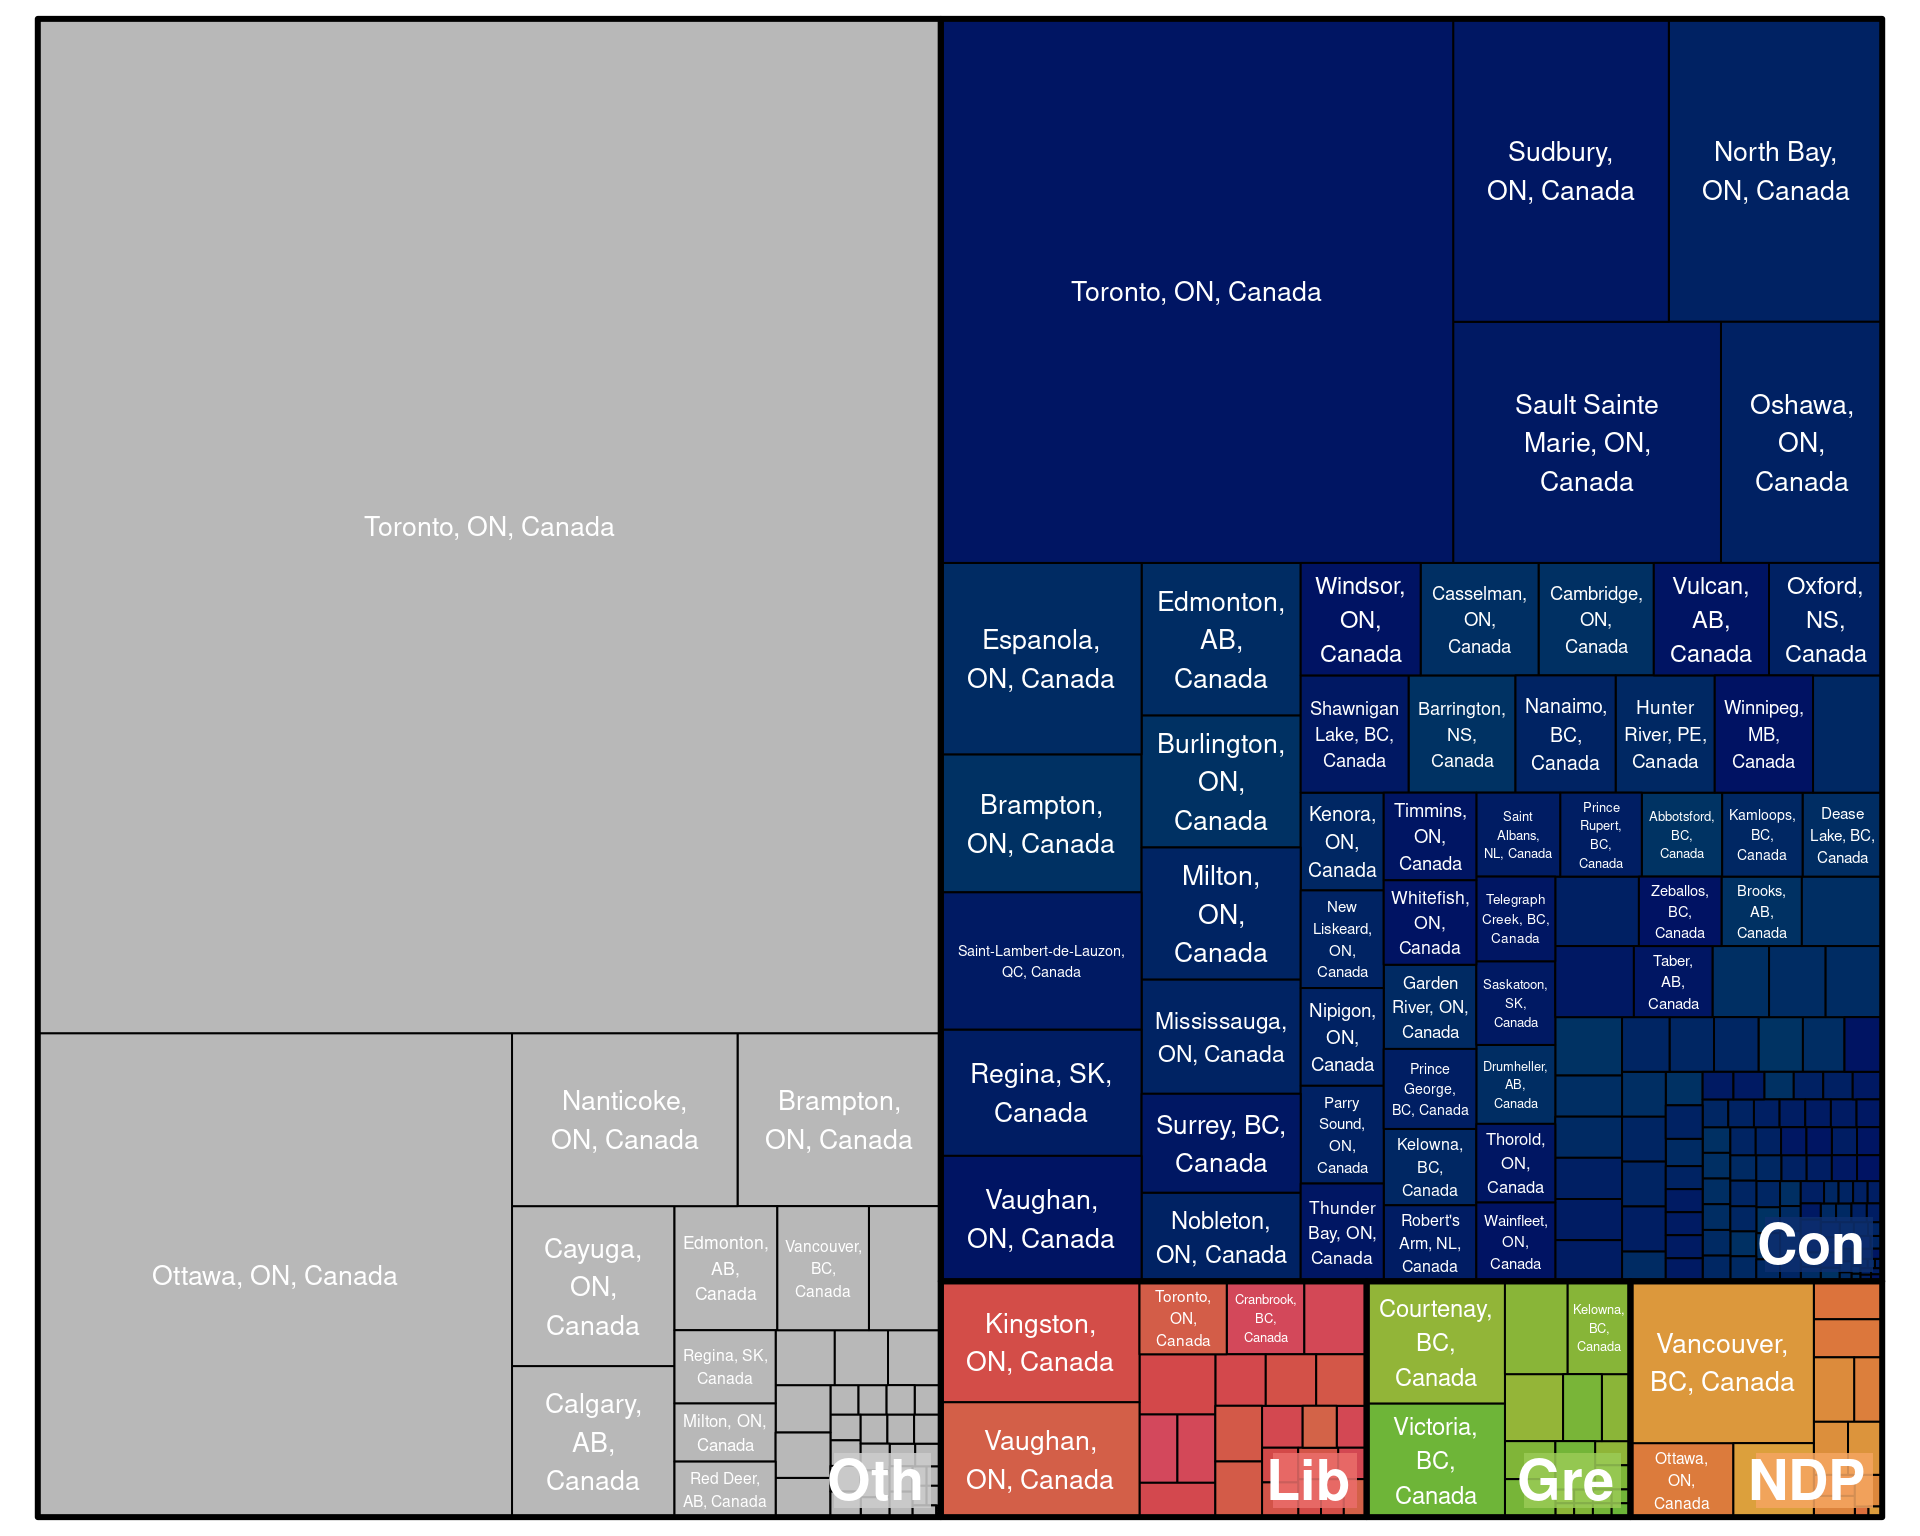 Toronto, ON, Canada
Ottawa, ON, Canada
Nanticoke,
ON, Canada
Brampton,
ON, Canada
Cayuga,
ON,
Canada
Calgary,
AB,
Canada
Edmonton,
AB,
Canada
Vancouver,
BC,
Canada
Regina, SK,
Canada
Milton, ON,
Canada
Red Deer,
AB, Canada
Oth
Toronto, ON, Canada
Sudbury,
ON, Canada
North Bay,
ON, Canada
Sault Sainte
Marie, ON,
Canada
Oshawa,
ON,
Canada
Espanola,
ON, Canada
Brampton,
ON, Canada
Saint-Lambert-de-Lauzon,
QC, Canada
Regina, SK,
Canada
Vaughan,
ON, Canada
Edmonton,
AB,
Canada
Burlington,
ON,
Canada
Milton,
ON,
Canada
Mississauga,
ON, Canada
Surrey, BC,
Canada
Nobleton,
ON, Canada
Windsor,
ON,
Canada
Casselman,
ON,
Canada
Cambridge,
ON,
Canada
Vulcan,
AB,
Canada
Oxford,
NS,
Canada
Shawnigan
Lake, BC,
Canada
Barrington,
NS,
Canada
Nanaimo,
BC,
Canada
Hunter
River, PE,
Canada
Winnipeg,
MB,
Canada
Kenora,
ON,
Canada
New
Liskeard,
ON,
Canada
Nipigon,
ON,
Canada
Parry
Sound,
ON,
Canada
Thunder
Bay, ON,
Canada
Timmins,
ON,
Canada
Whitefish,
ON,
Canada
Garden
River, ON,
Canada
Prince
George,
BC, Canada
Kelowna,
BC,
Canada
Robert's
Arm, NL,
Canada
Saint
Albans,
NL, Canada
Telegraph
Creek, BC,
Canada
Saskatoon,
SK,
Canada
Drumheller,
AB,
Canada
Thorold,
ON,
Canada
Wainfleet,
ON,
Canada
Prince
Rupert,
BC,
Canada
Abbotsford,
BC,
Canada
Kamloops,
BC,
Canada
Dease
Lake, BC,
Canada
Zeballos,
BC,
Canada
Brooks,
AB,
Canada
Taber,
AB,
Canada
Con
Kingston,
ON, Canada
Vaughan,
ON, Canada
Toronto,
ON,
Canada
Cranbrook,
BC,
Canada
Lib
Courtenay,
BC,
Canada
Victoria,
BC,
Canada
Kelowna,
BC,
Canada
Gre
Vancouver,
BC, Canada
Ottawa,
ON,
Canada
NDP